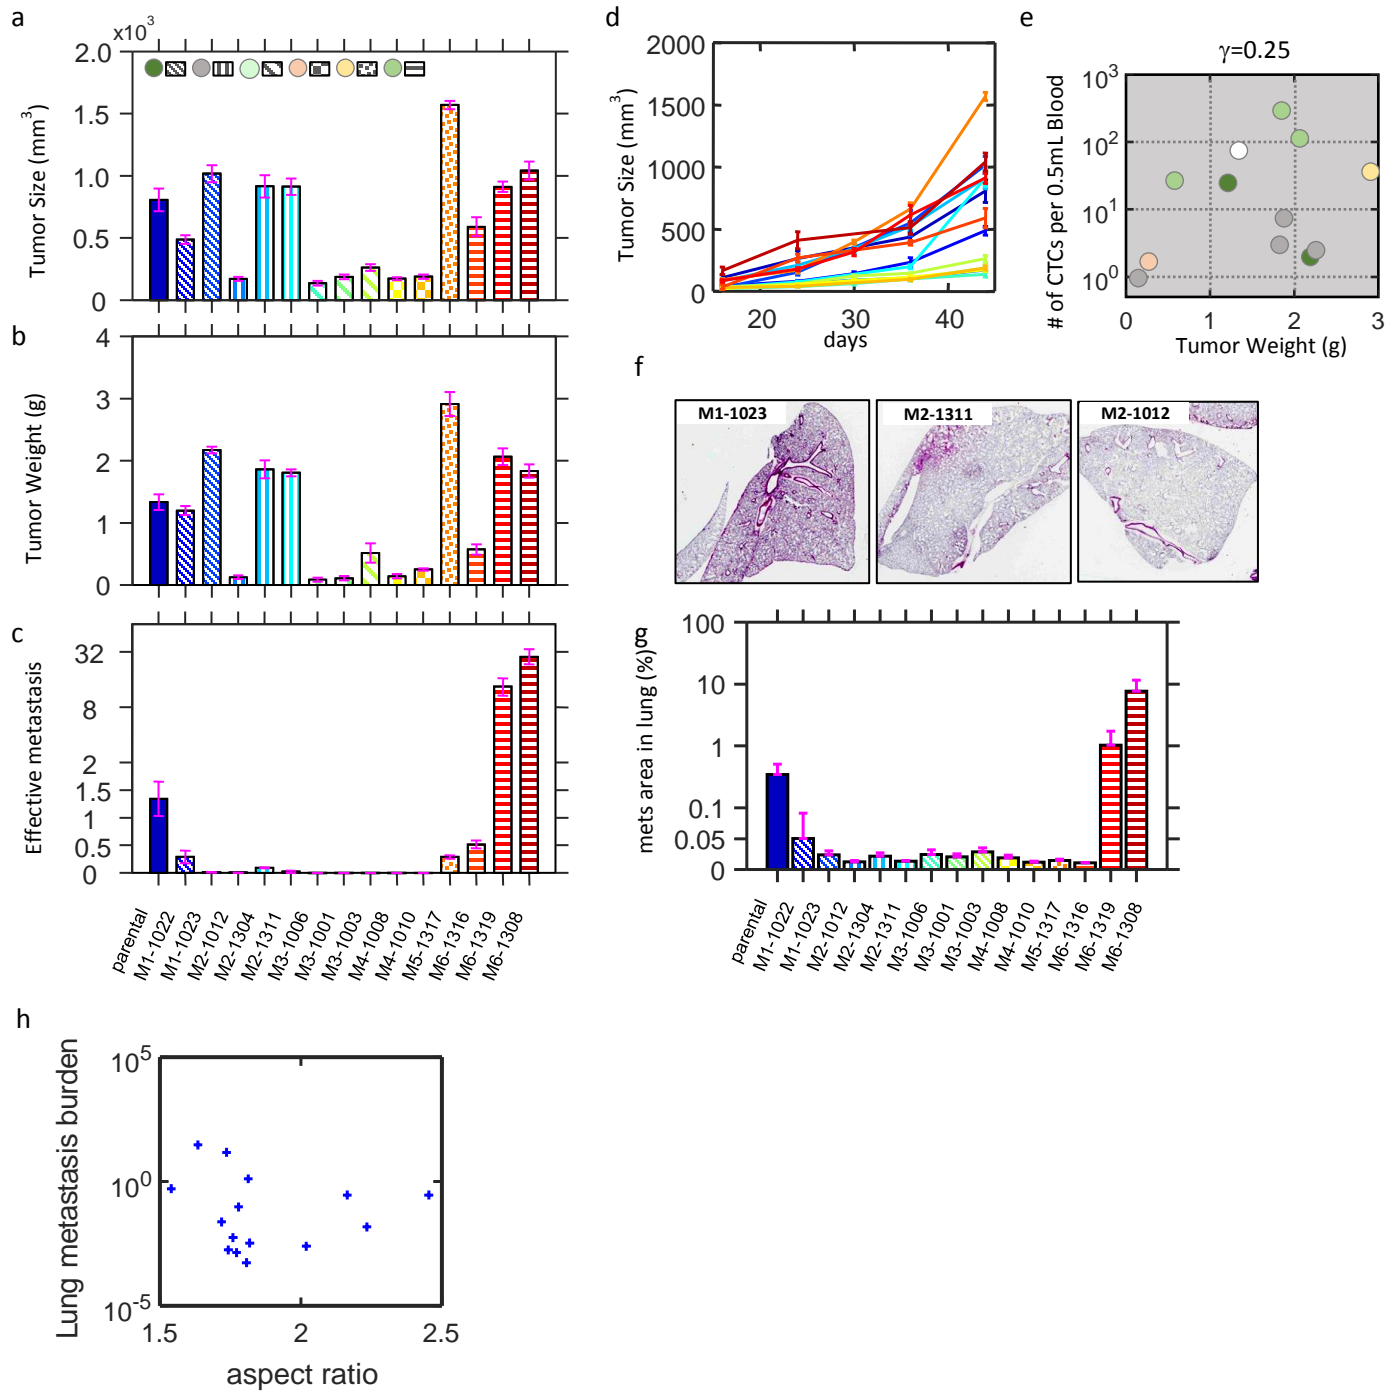 a
x10³
2.0
1.5
1.0
0.5
0
Tumor Size (mm³)
b
4
3
2
1
0
Tumor Weight (g)
c
32
8
2
1.5
1
0.5
0
Effective metastasis
parental
M1-1022
M1-1023
M2-1012
M2-1304
M2-1311
M3-1006
M3-1001
M3-1003
M4-1008
M4-1010
M5-1317
M6-1316
M6-1319
M6-1308
d
2000
1500
1000
500
0
Tumor Size (mm³)
20
30
40
days
e
γ=0.25
10³
10²
10¹
10⁰
# of CTCs per 0.5mL Blood
0
1
2
3
Tumor Weight (g)
f
M1-1023
M2-1311
M2-1012
g
100
10
1
0.1
0.05
0
mets area in lung (%)
parental
M1-1022
M1-1023
M2-1012
M2-1304
M2-1311
M3-1006
M3-1001
M3-1003
M4-1008
M4-1010
M5-1317
M6-1316
M6-1319
M6-1308
h
10⁵
10⁰
10⁻⁵
Lung metastasis burden
1.5
2
2.5
aspect ratio